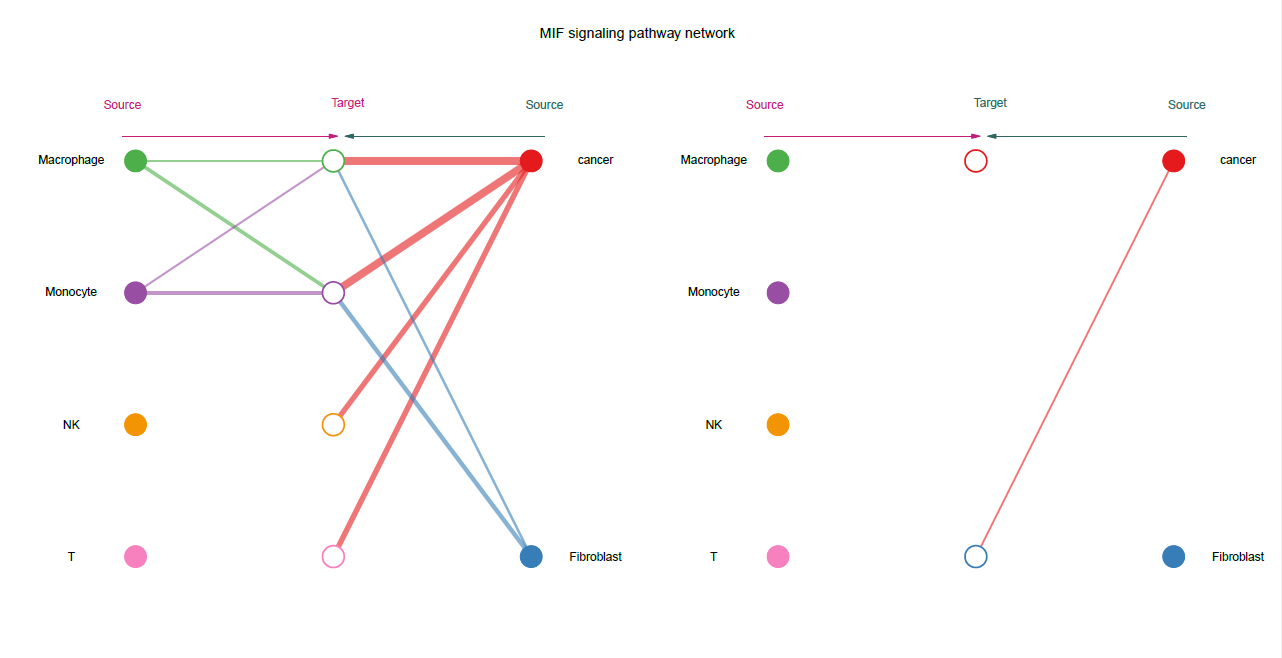 MIF signaling pathway network
Source Target Source Source Target Source
Macrophage cancer Macrophage cancer
Monocyte Monocyte
NK NK
T Fibroblast T Fibroblast